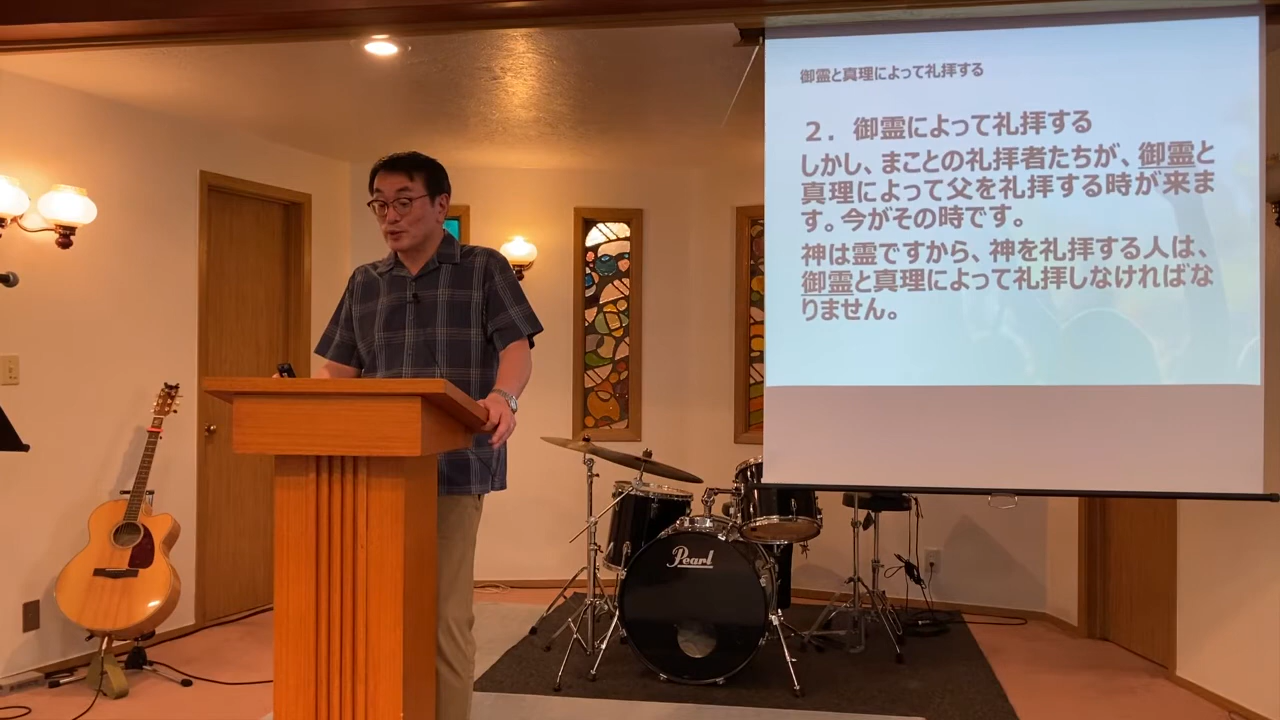 御霊と真理によって礼拝する
２．御霊によって礼拝する
しかし、まことの礼拝者たちが、御霊と
真理によって父を礼拝する時が来ま
す。今がその時です。
神は霊ですから、神を礼拝する人は、
御霊と真理によって礼拝しなければな
りません。
Pearl